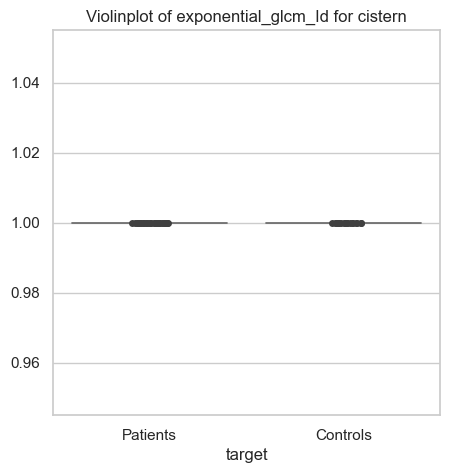 Violinplot of exponential_glcm_Id for cistern
1.04
1.02
1.00
0.98
0.96
Patients Controls
target